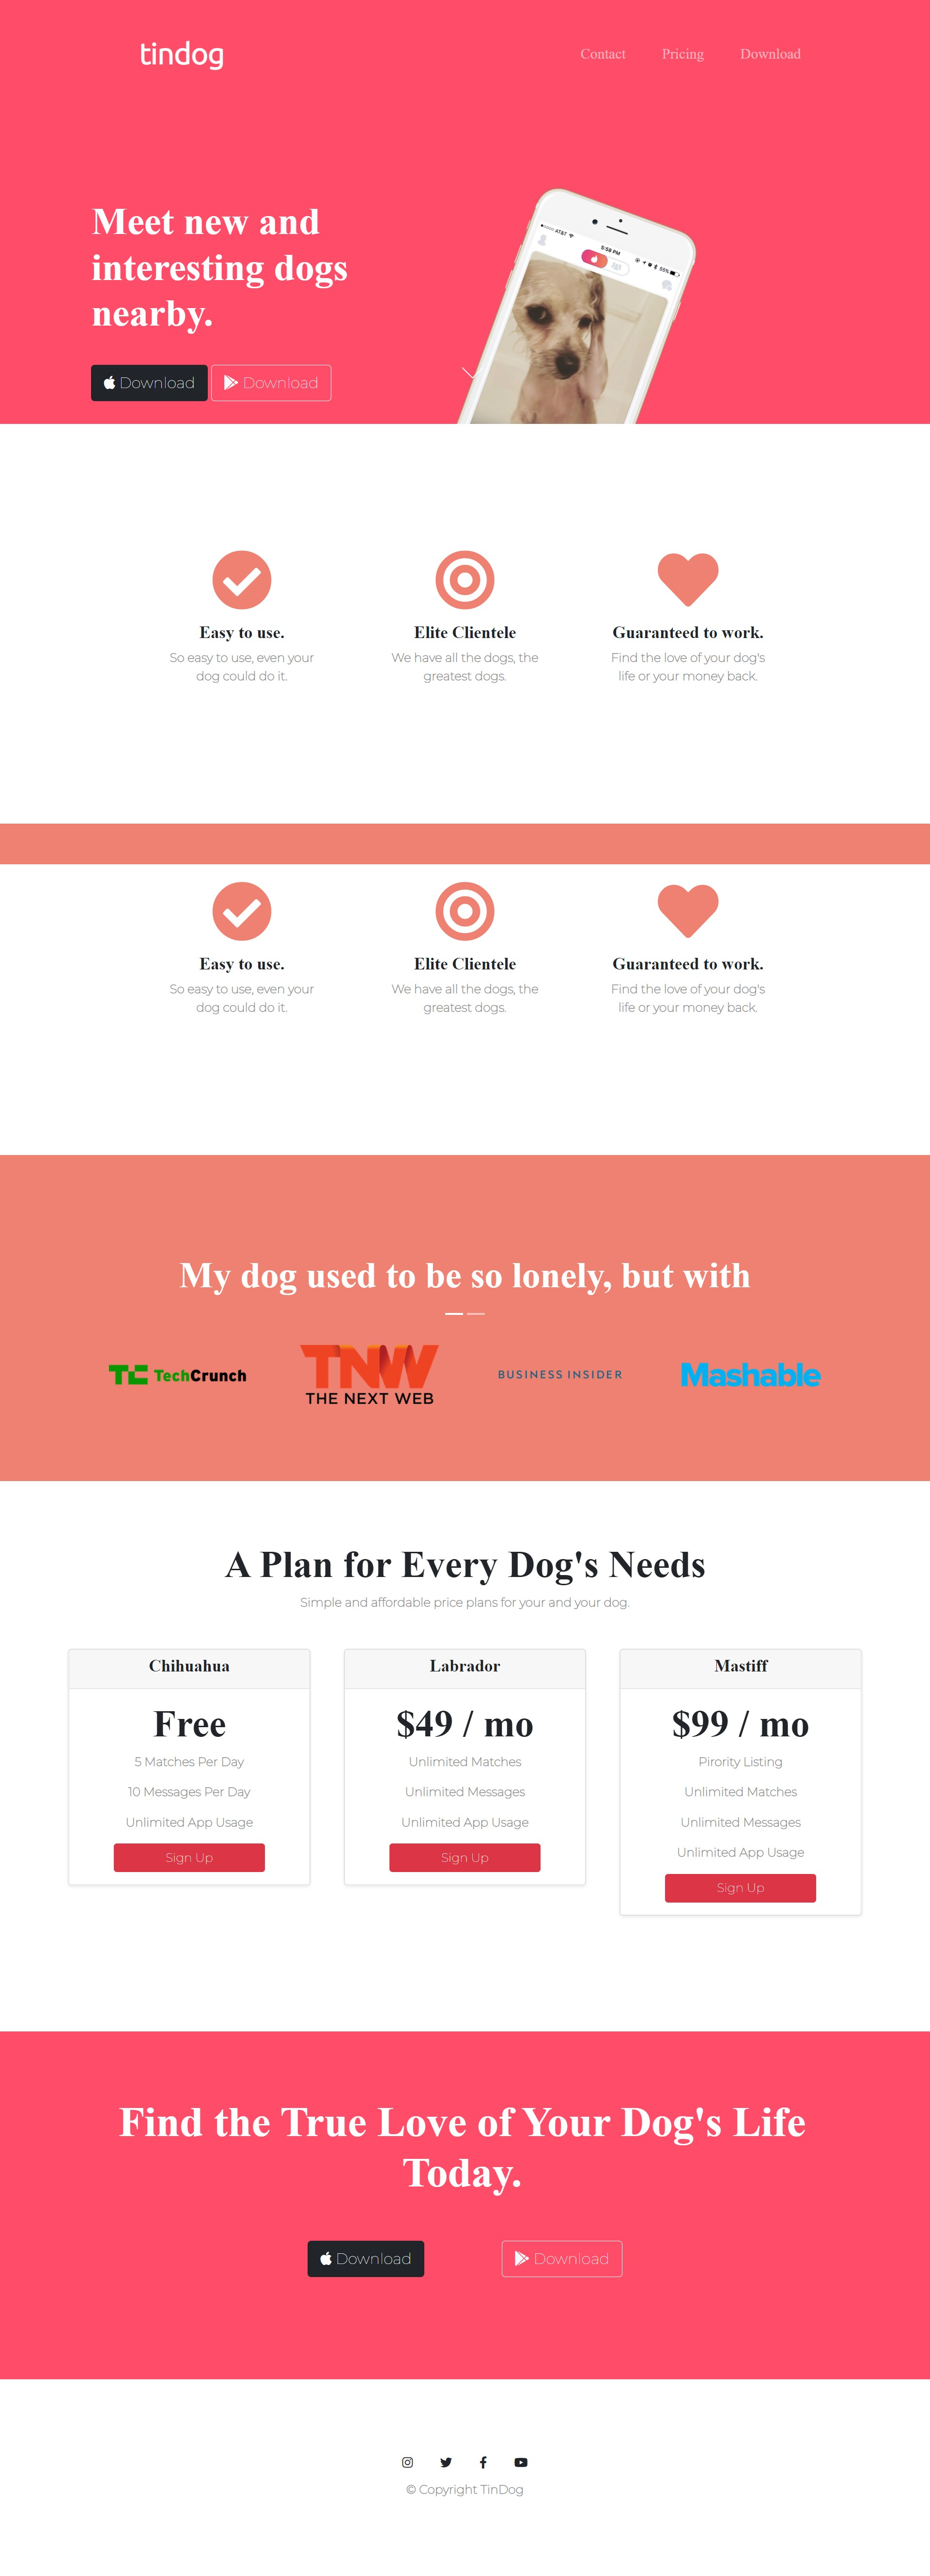 tindog
Contact Pricing Download
Meet new and
interesting dogs
nearby.
AT&T 5:58 PM 55%
Download Download
Easy to use. Elite Clientele Guaranteed to work.
So easy to use, even your We have all the dogs, the Find the love of your dog's
dog could do it. greatest dogs. life or your money back.
Easy to use. Elite Clientele Guaranteed to work.
So easy to use, even your We have all the dogs, the Find the love of your dog's
dog could do it. greatest dogs. life or your money back.
My dog used to be so lonely, but with
TC TechCrunch
TNW
THE NEXT WEB
BUSINESS INSIDER
Mashable
A Plan for Every Dog's Needs
Simple and affordable price plans for your and your dog.
Chihuahua
Free
5 Matches Per Day
10 Messages Per Day
Unlimited App Usage
Sign Up
Labrador
$49 / mo
Unlimited Matches
Unlimited Messages
Unlimited App Usage
Sign Up
Mastiff
$99 / mo
Pirority Listing
Unlimited Matches
Unlimited Messages
Unlimited App Usage
Sign Up
Find the True Love of Your Dog's Life
Today.
Download Download
© Copyright TinDog